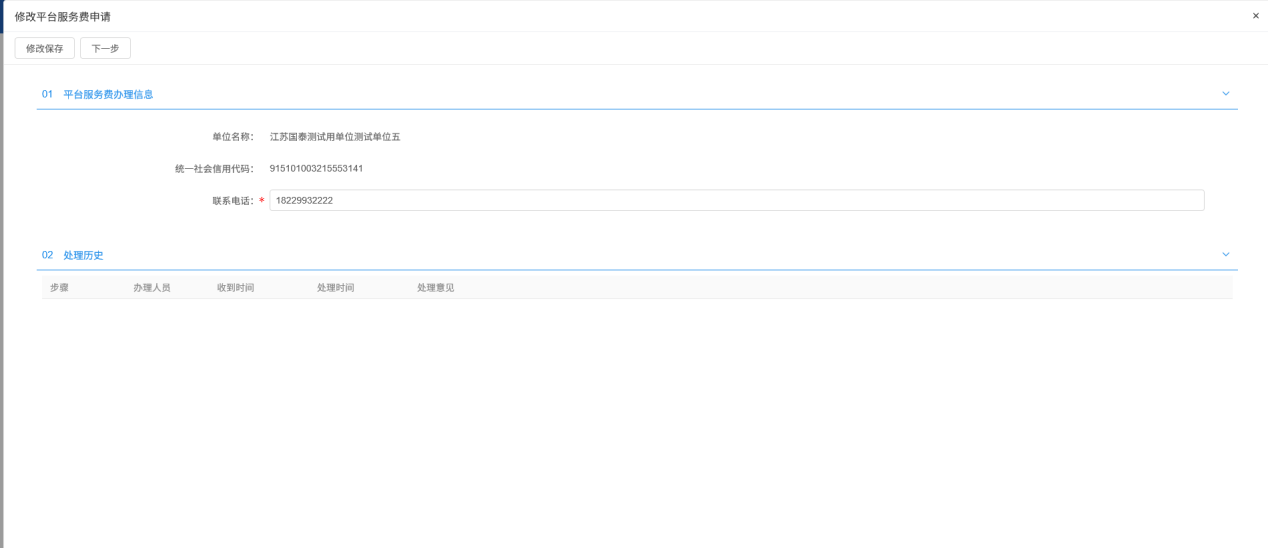 修改平台服务费申请 ×
修改保存 下一步
01 平台服务费办理信息
单位名称： 江苏国泰测试用单位测试单位五
统一社会信用代码： 915101003215553141
联系电话：* 18229932222
02 处理历史
步骤 办理人员 收到时间 处理时间 处理意见